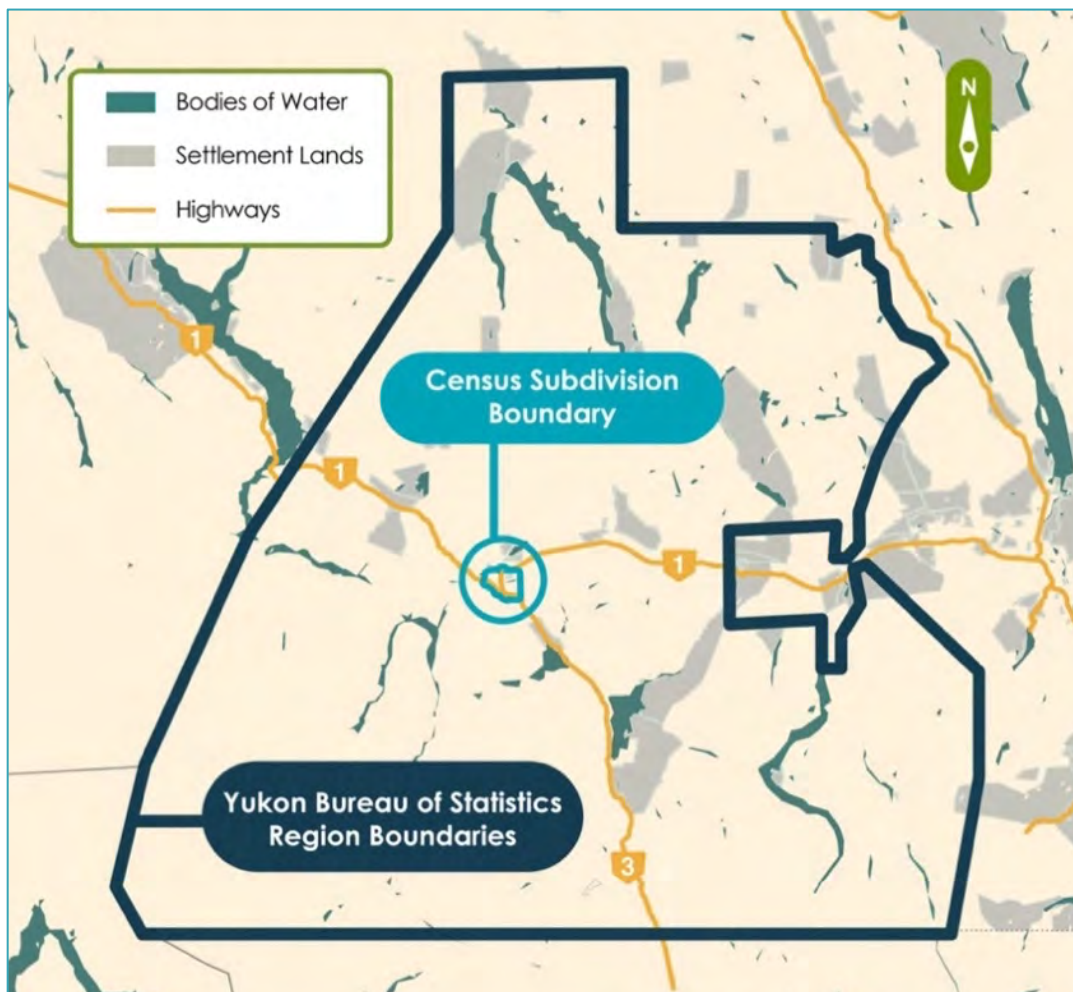 Bodies of Water
Settlement Lands
Highways
N
1
Census Subdivision
Boundary
1
1
Yukon Bureau of Statistics
Region Boundaries
3